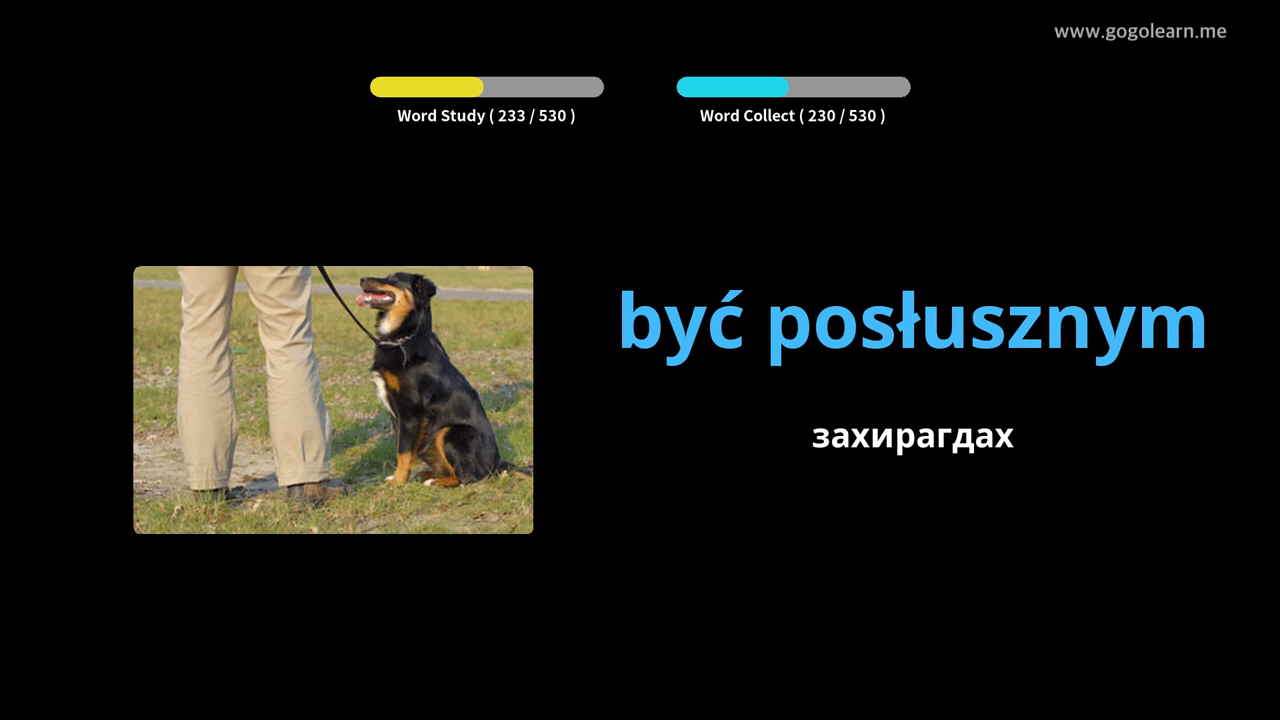 www.gogolearn.me
Word Study ( 233 / 530 )
Word Collect ( 230 / 530 )
być posłusznym
захирагдах